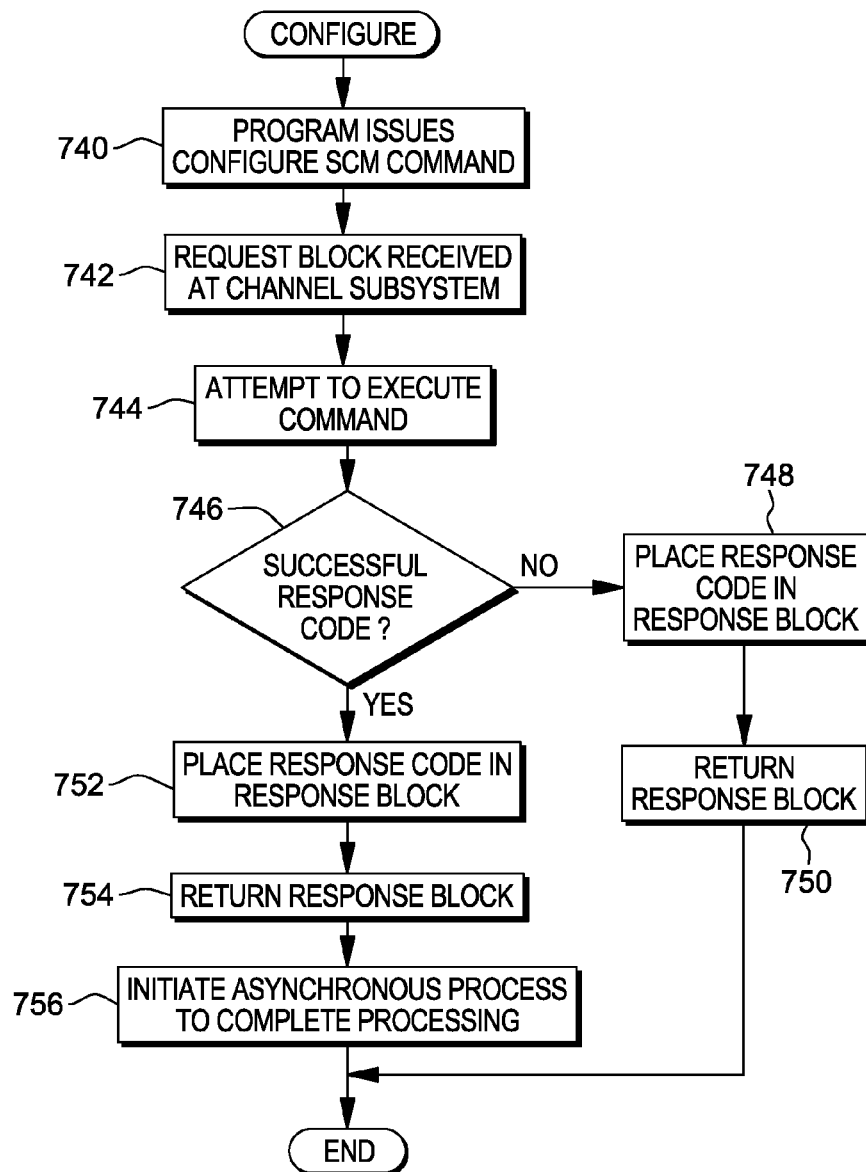 CONFIGURE
740
PROGRAM ISSUES
CONFIGURE SCM COMMAND
742
REQUEST BLOCK RECEIVED
AT CHANNEL SUBSYSTEM
744
ATTEMPT TO EXECUTE
COMMAND
746
SUCCESSFUL
RESPONSE
CODE ?
NO
748
PLACE RESPONSE
CODE IN
RESPONSE BLOCK
YES
752
PLACE RESPONSE CODE IN
RESPONSE BLOCK
RETURN
RESPONSE BLOCK
750
754
RETURN RESPONSE BLOCK
756
INITIATE ASYNCHRONOUS PROCESS
TO COMPLETE PROCESSING
END